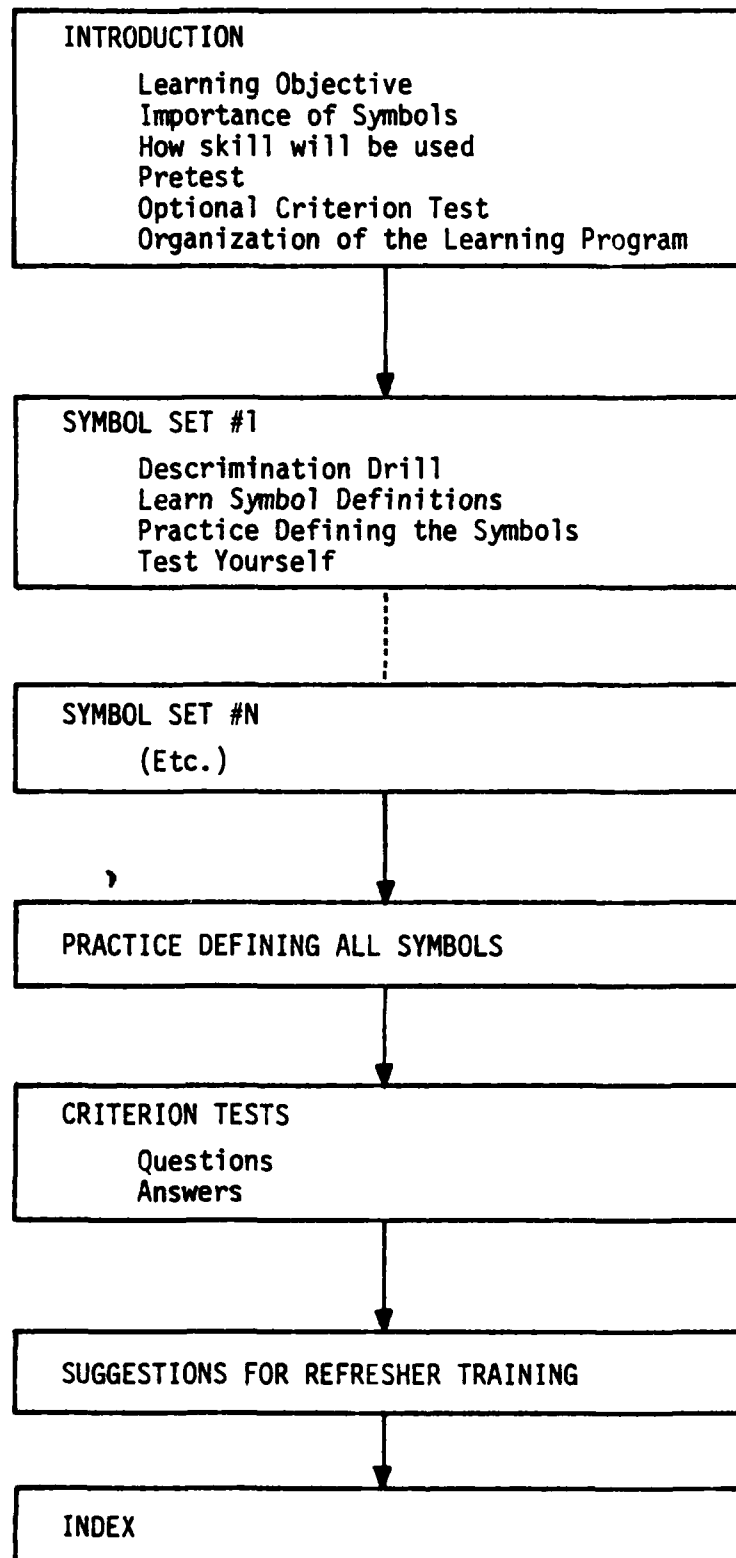 INTRODUCTION
Learning Objective
Importance of Symbols
How skill will be used
Pretest
Optional Criterion Test
Organization of the Learning Program
SYMBOL SET #1
Descrimination Drill
Learn Symbol Definitions
Practice Defining the Symbols
Test Yourself
SYMBOL SET #N
(Etc.)
PRACTICE DEFINING ALL SYMBOLS
CRITERION TESTS
Questions
Answers
SUGGESTIONS FOR REFRESHER TRAINING
INDEX